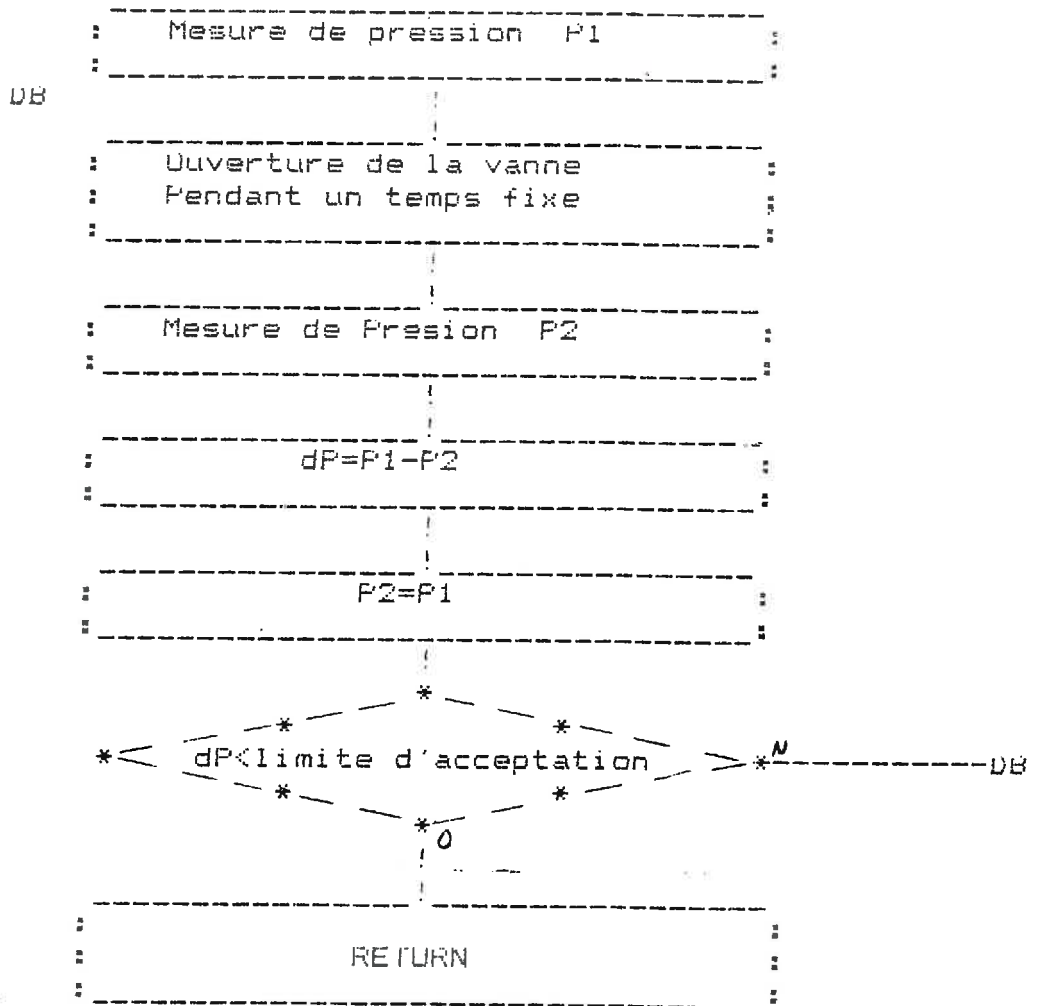 Mesure de pression P1
DB
Ouverture de la vanne
Pendant un temps fixe
Mesure de Presion P2
dP=P1-P2
P2=P1
dP<limite d'acceptation
N
DB
O
RETURN